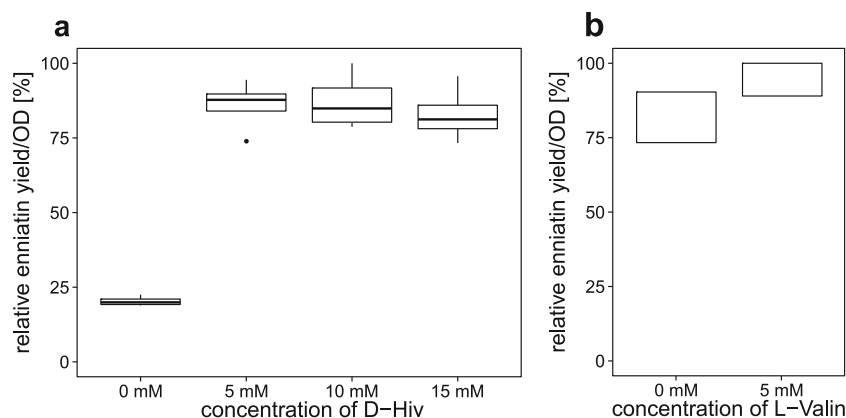 a
relative enniatin yield/OD [%]
100
75
50
25
0
0 mM 5 mM 10 mM 15 mM
concentration of D−Hiv
b
relative enniatin yield/OD [%]
100
75
50
25
0
0 mM 5 mM
concentration of L−Valin